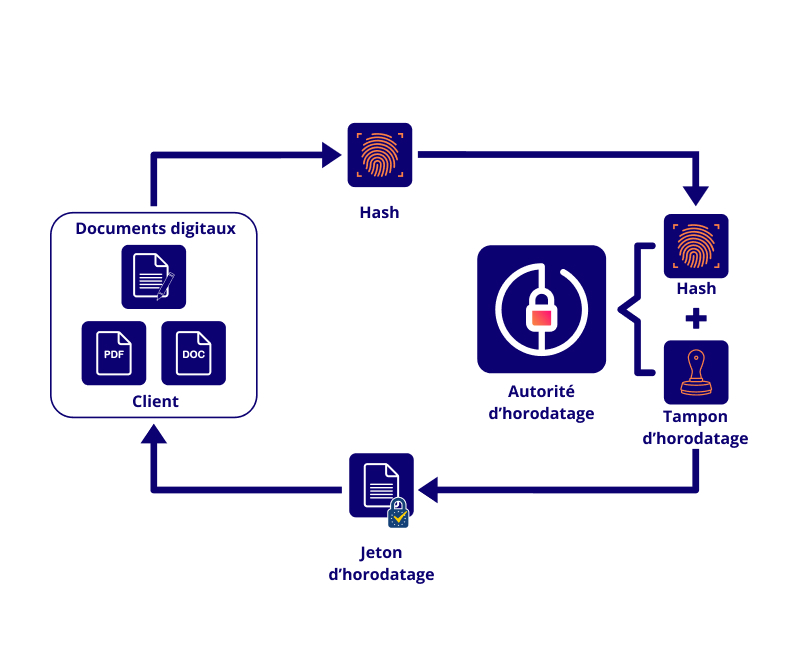 Documents digitaux
PDF
DOC
Client
Hash
Hash
Autorité
d’horodatage
Tampon
d’horodatage
Jeton
d’horodatage